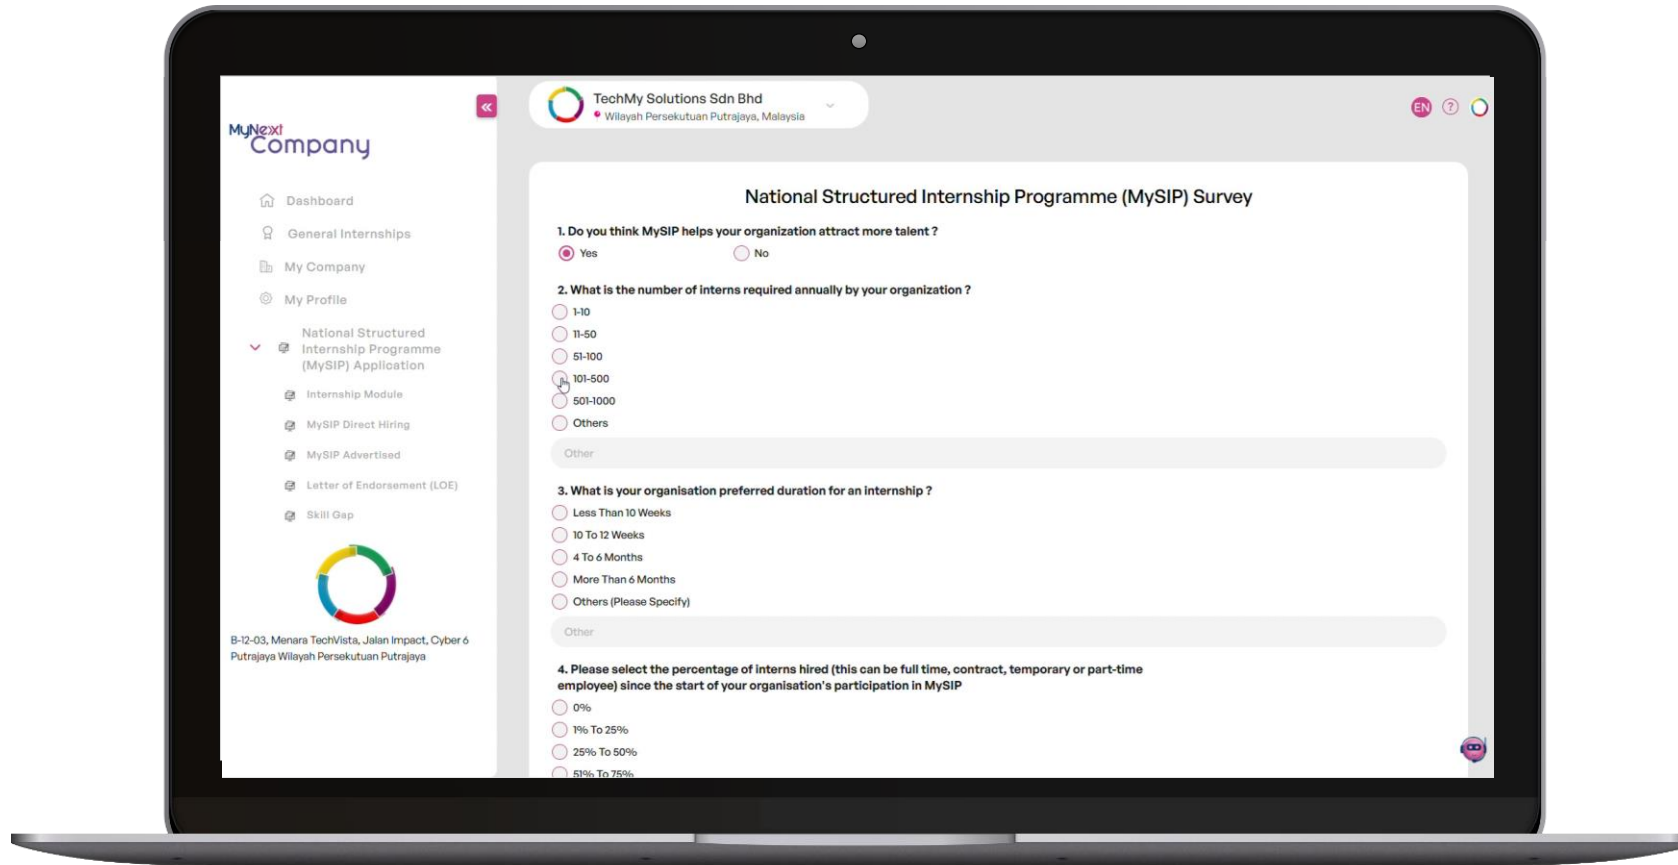 MyNext
Company
Dashboard
General Internships
My Company
My Profile
National Structured
Internship Programme
(MySIP) Application
Internship Module
MySIP Direct Hiring
MySIP Advertised
Letter of Endorsement (LOE)
Skill Gap
B-12-03, Menara TechVista, Jalan Impact, Cyber 6
Putrajaya Wilayah Persekutuan Putrajaya
TechMy Solutions Sdn Bhd
Wilayah Persekutuan Putrajaya, Malaysia
EN ?
National Structured Internship Programme (MySIP) Survey
1. Do you think MySIP helps your organization attract more talent ?
Yes No
2. What is the number of interns required annually by your organization ?
1-10
11-50
51-100
101-500
501-1000
Others
Other
3. What is your organisation preferred duration for an internship ?
Less Than 10 Weeks
10 To 12 Weeks
4 To 6 Months
More Than 6 Months
Others (Please Specify)
Other
4. Please select the percentage of interns hired (this can be full time, contract, temporary or part-time
employee) since the start of your organisation's participation in MySIP
0%
1% To 25%
25% To 50%
51% To 75%